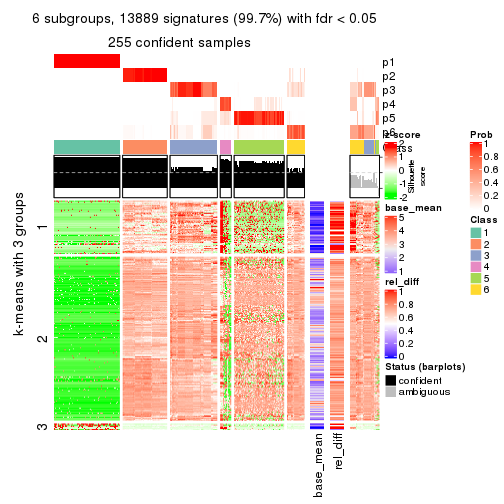 6 subgroups, 13889 signatures (99.7%) with fdr < 0.05
255 confident samples
p1
p2
p3
p4
p5
p6
Class
Silhouette
score
k-means with 3 groups
1
2
3
base_mean
rel_diff
z-score
2
1
0
-1
-2
base_mean
5
4
3
2
1
rel_diff
1
0.8
0.6
0.4
0.2
0
Status (barplots)
confident
ambiguous
Prob
1
0.8
0.6
0.4
0.2
0
Class
1
2
3
4
5
6